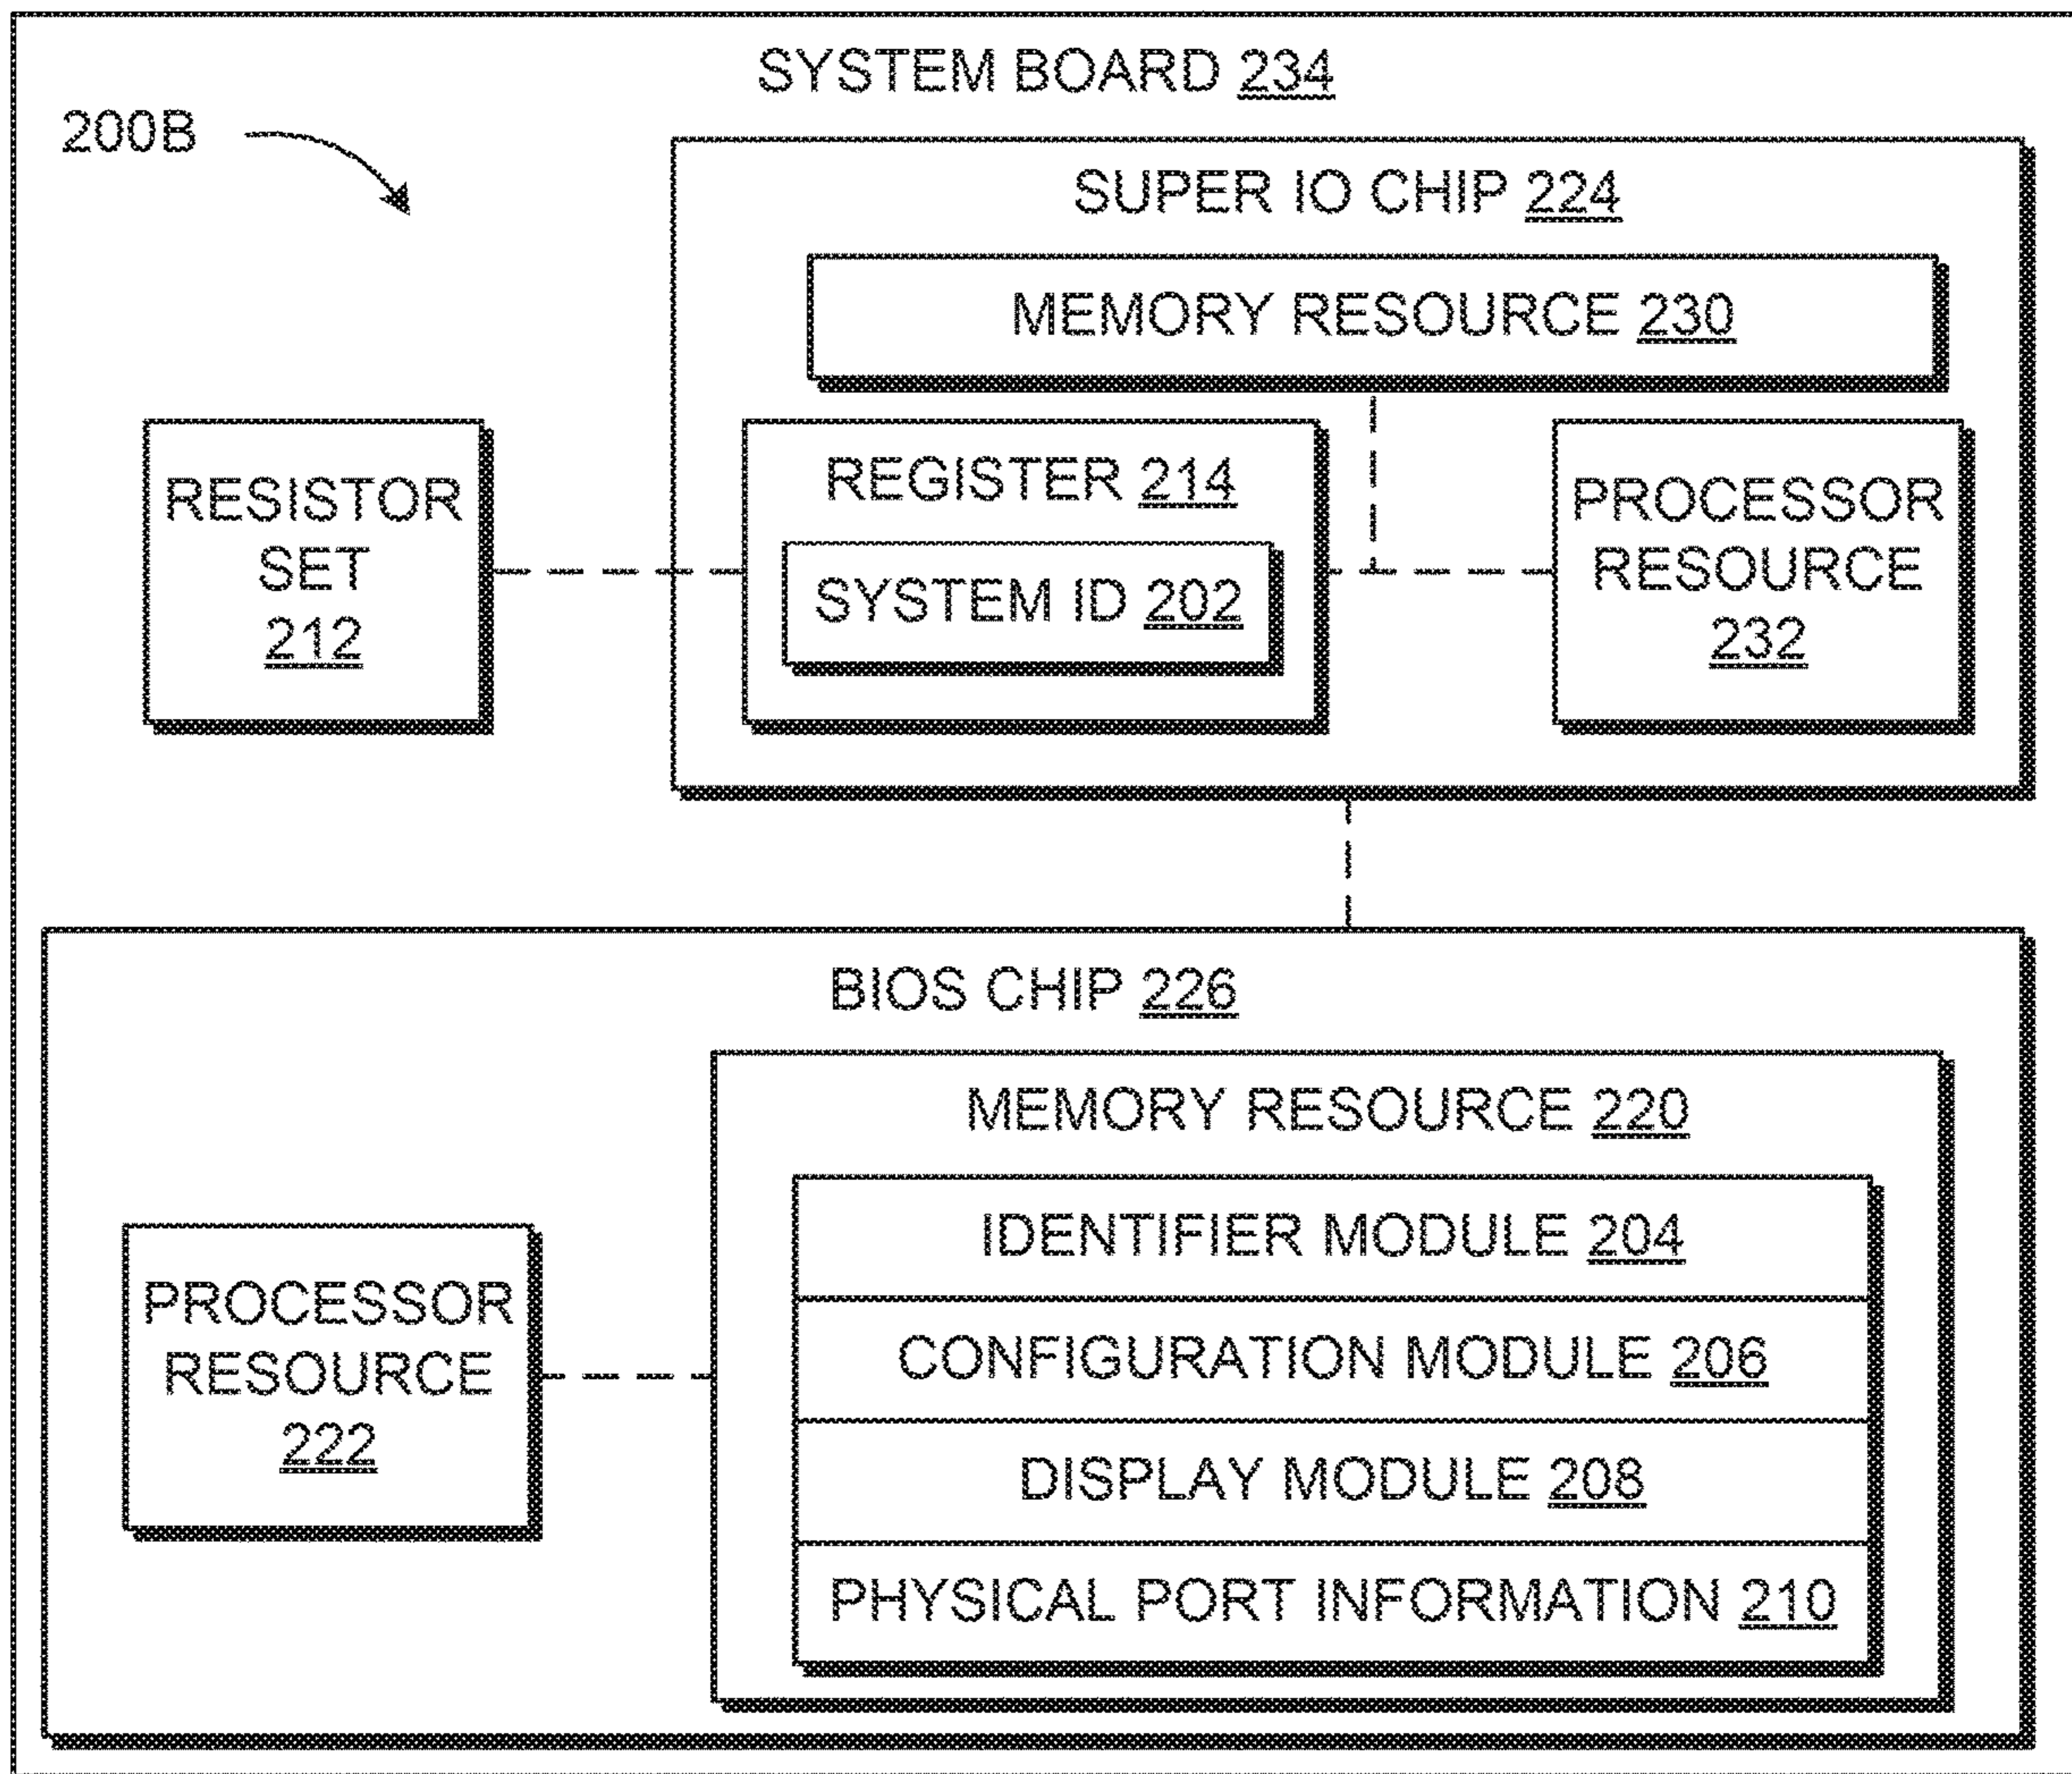 SYSTEM BOARD 234
200B
SUPER IO CHIP 224
MEMORY RESOURCE 230
RESISTOR
SET
212
REGISTER 214
SYSTEM ID 202
PROCESSOR
RESOURCE
232
BIOS CHIP 226
MEMORY RESOURCE 220
PROCESSOR
RESOURCE
222
IDENTIFIER MODULE 204
CONFIGURATION MODULE 206
DISPLAY MODULE 208
PHYSICAL PORT INFORMATION 210